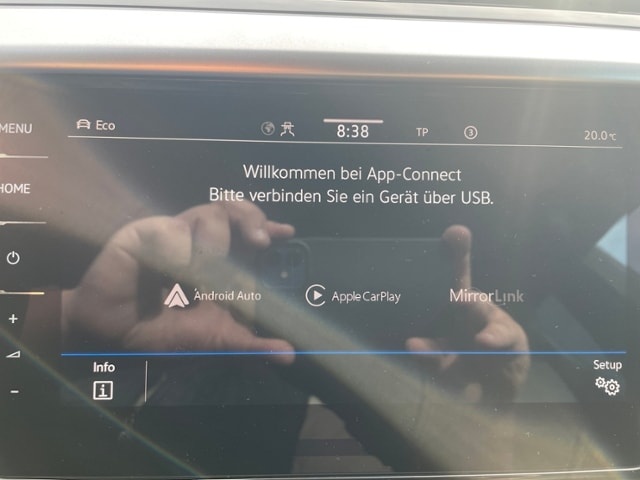 MENU
Eco
8:38
TP
3
20.0°C
HOME
Willkommen bei App-Connect
Bitte verbinden Sie ein Gerät über USB.
Android Auto
Apple CarPlay
MirrorLink
+
-
Info
i
Setup